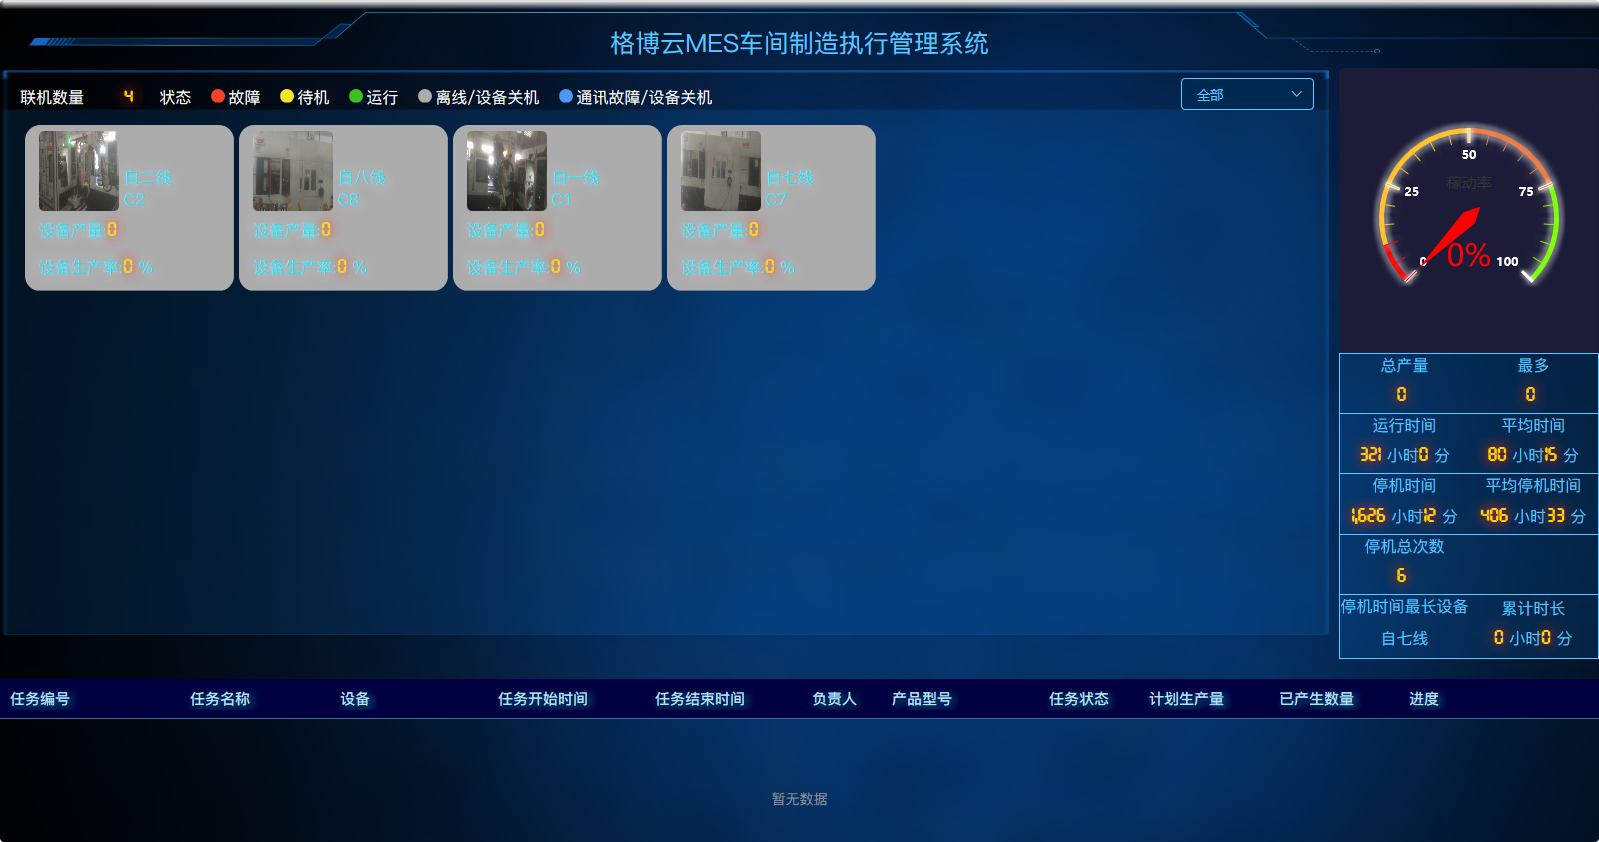 格博云MES车间制造执行管理系统
联机数量 4 状态 故障 待机 运行 离线/设备关机 通讯故障/设备关机 全部
自二线
C2
设备产量:0
设备生产率:0 %
自八线
C8
设备产量:0
设备生产率:0 %
自一线
C1
设备产量:0
设备生产率:0 %
自七线
C7
设备产量:0
设备生产率:0 %
50
稼动率
25 75
0 0% 100
总产量 最多
0 0
运行时间 平均时间
321 小时0 分 80 小时15 分
停机时间 平均停机时间
1,626 小时12 分 406 小时33 分
停机总次数
6
停机时间最长设备 累计时长
自七线 0 小时0 分
任务编号 任务名称 设备 任务开始时间 任务结束时间 负责人 产品型号 任务状态 计划生产量 已产生数量 进度
暂无数据